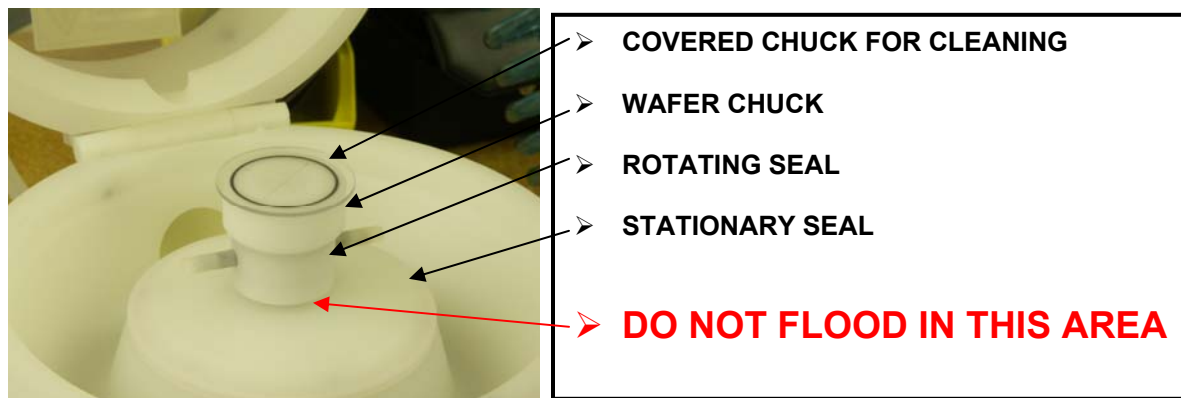 ➢ COVERED CHUCK FOR CLEANING
➢ WAFER CHUCK
➢ ROTATING SEAL
➢ STATIONARY SEAL
➢ DO NOT FLOOD IN THIS AREA